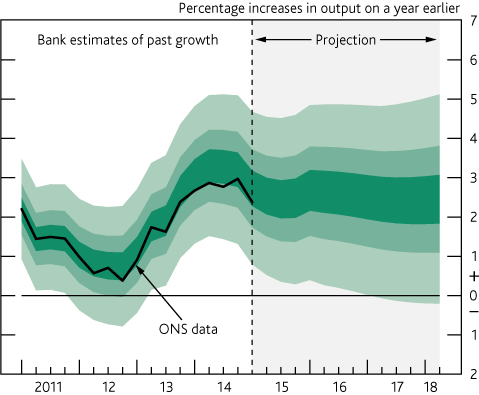 Percentage increases in output on a year earlier
Bank estimates of past growth
Projection
7
6
5
4
3
2
1
+
0
–
1
2
ONS data
2011 12 13 14 15 16 17 18